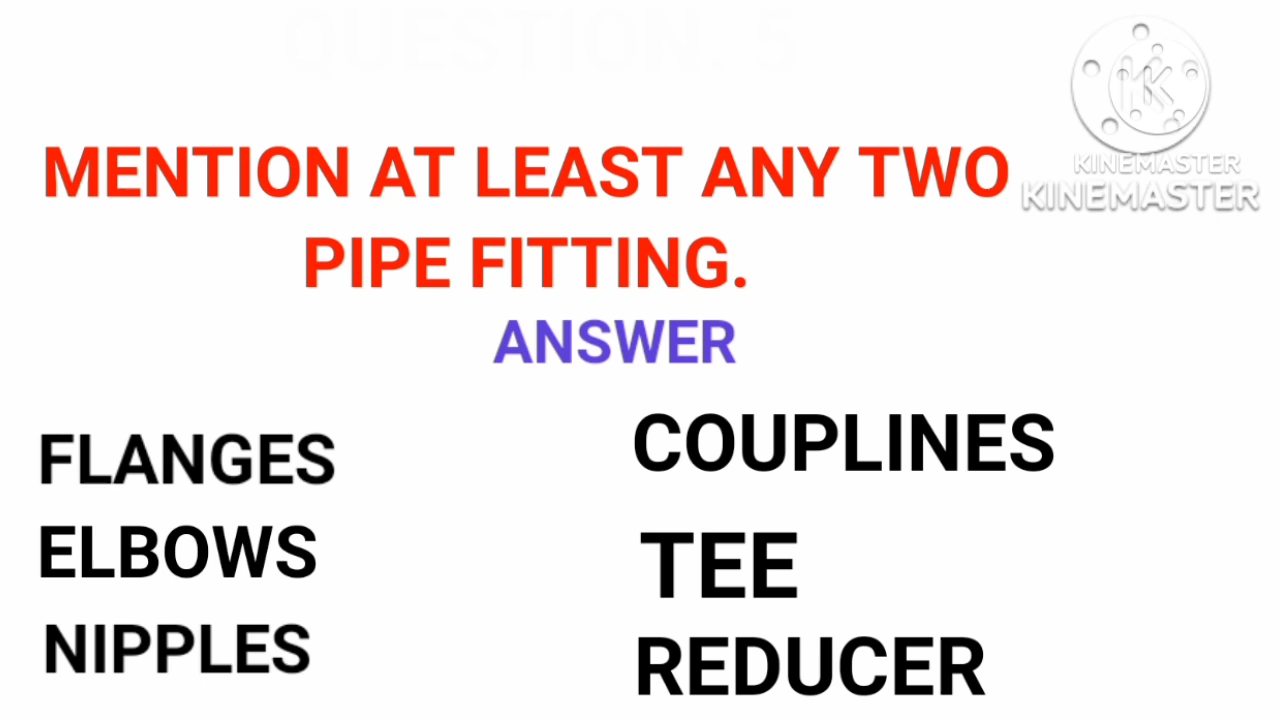 QUESTION. 5
MENTION AT LEAST ANY TWO
PIPE FITTING.
ANSWER
FLANGES
ELBOWS
NIPPLES
COUPLINES
TEE
REDUCER
K
KINEMASTER
KINEMASTER